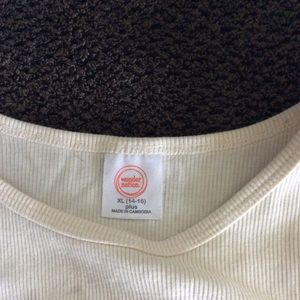 wonder
nation.
XL (14-16)
plus
MADE IN CAMBODIA